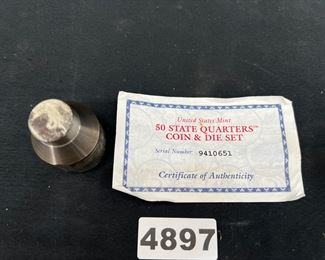 United States Mint
50 STATE QUARTERS™
COIN & DIE SET
Serial Number 9410651
Certificate of Authenticity
4897